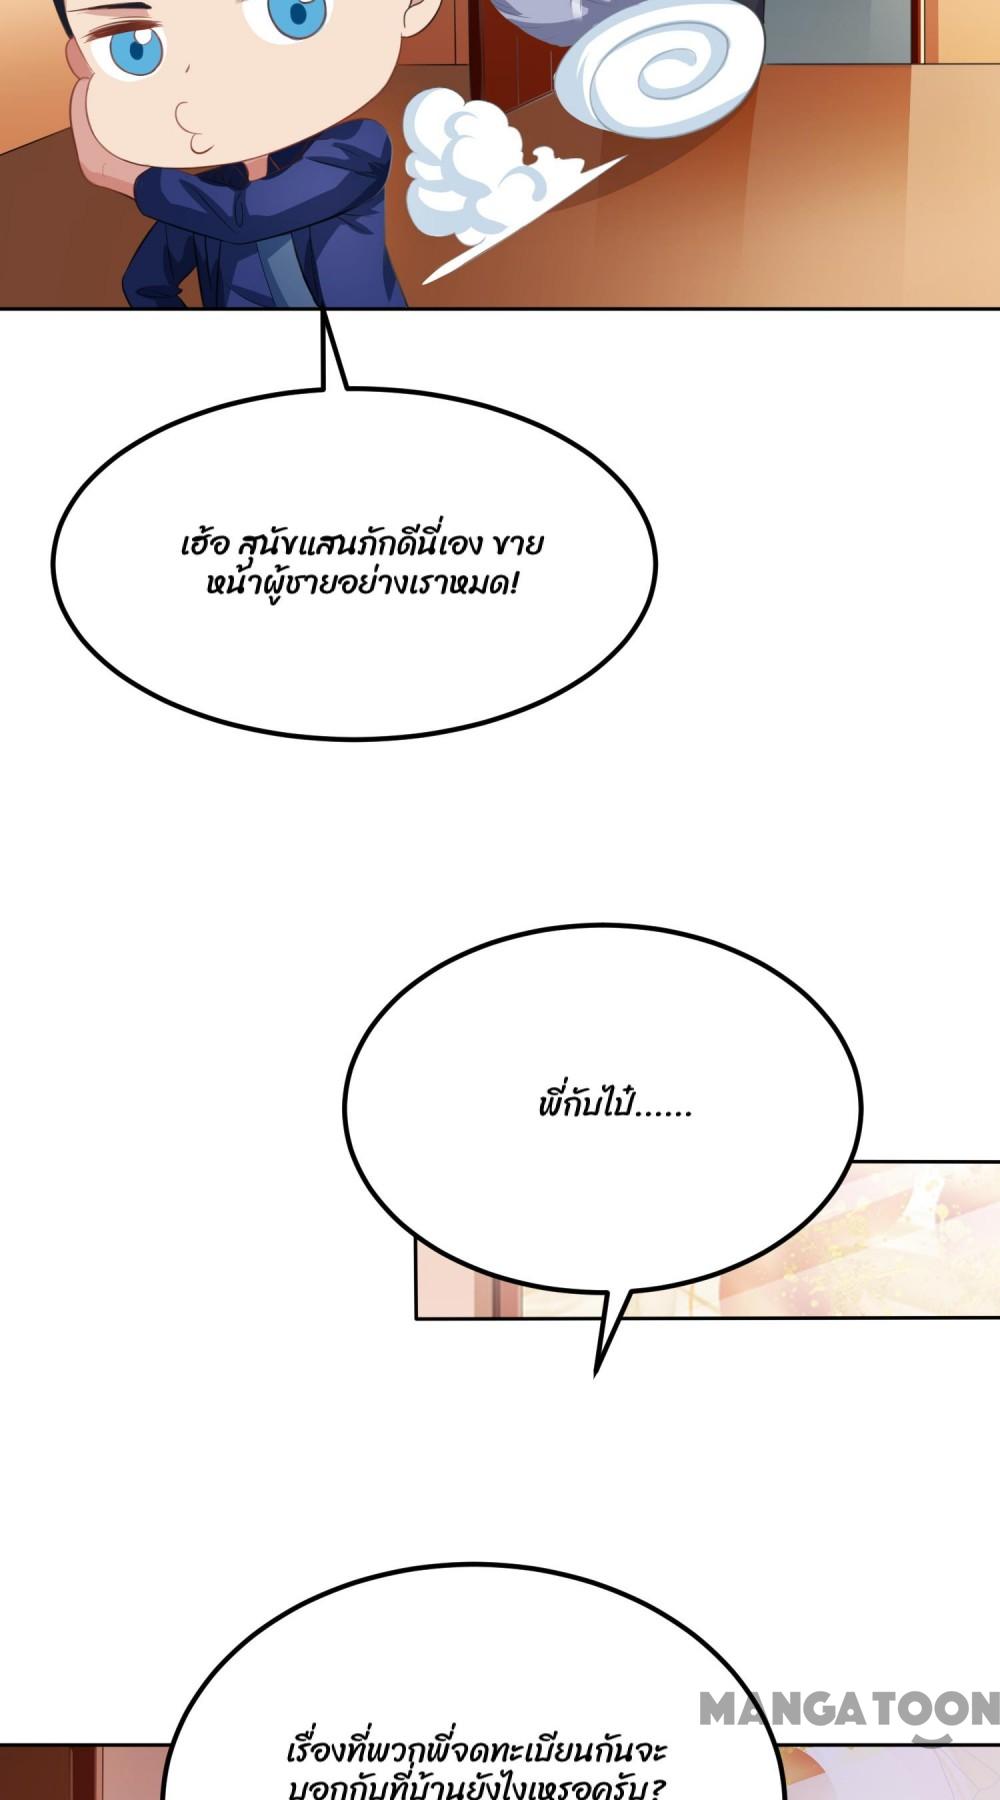 เฮ้อ สุนัขแสนภักดีนี่เอง ขาย
หน้าผู้ชายอย่างเราหมด!
พี่กับไป๋......
MANGATOON
เรื่องที่พวกพี่จดทะเบียนกันจะ
บอกกับที่บ้านยังไงเหรอครับ?